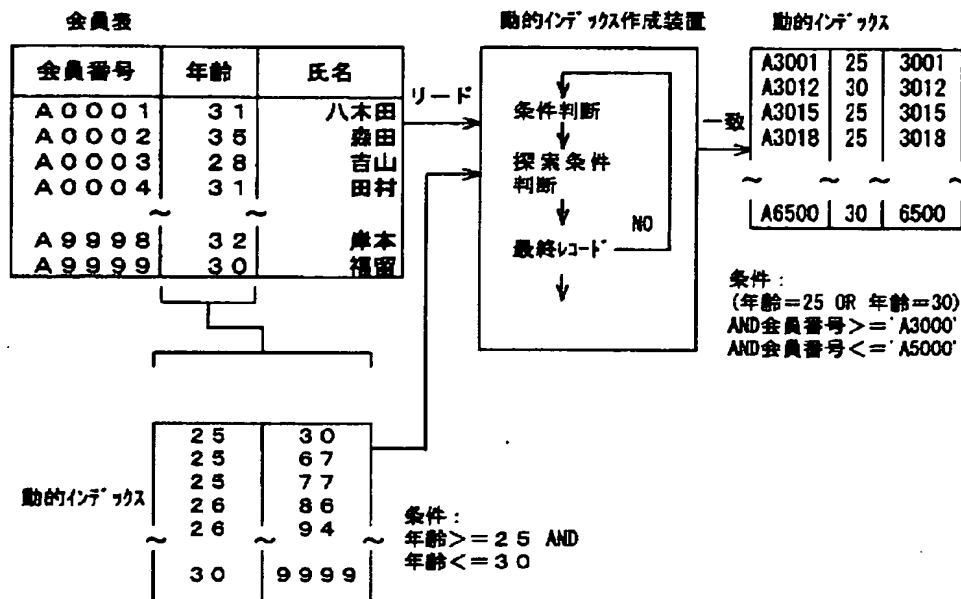 会員表
会員番号 年齢 氏名
A0001 31 八木田
A0002 35 森田
A0003 28 吉山
A0004 31 田村
~ ~ ~
A9998 32 岸本
A9999 30 福留
リード
動的インデックス作成装置
条件判断
探索条件
判断
NO
最終レコード
一致
動的インデックス
A3001 25 3001
A3012 30 3012
A3015 25 3015
A3018 25 3018
~ ~ ~ ~
A6500 30 6500
条件:
(年齢=25 OR 年齢=30)
AND会員番号>='A3000'
AND会員番号<='A5000'
動的インデックス
25 30
25 67
25 77
26 86
26 94
~ ~ ~
30 9999
条件:
年齢>=25 AND
年齢<=30